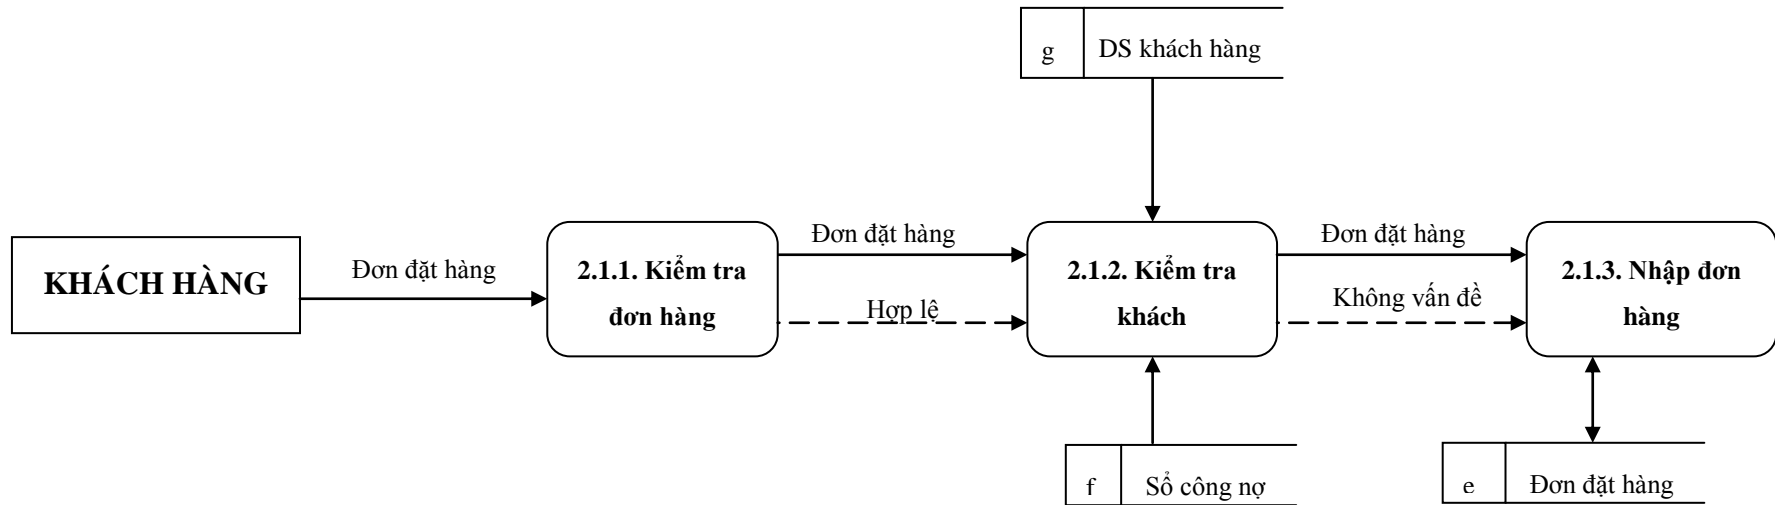 g DS khách hàng
KHÁCH HÀNG
Đơn đặt hàng
2.1.1. Kiểm tra
đơn hàng
Đơn đặt hàng
Hợp lệ
2.1.2. Kiểm tra
khách
Đơn đặt hàng
Không vấn đề
2.1.3. Nhập đơn
hàng
f Sổ công nợ
e Đơn đặt hàng